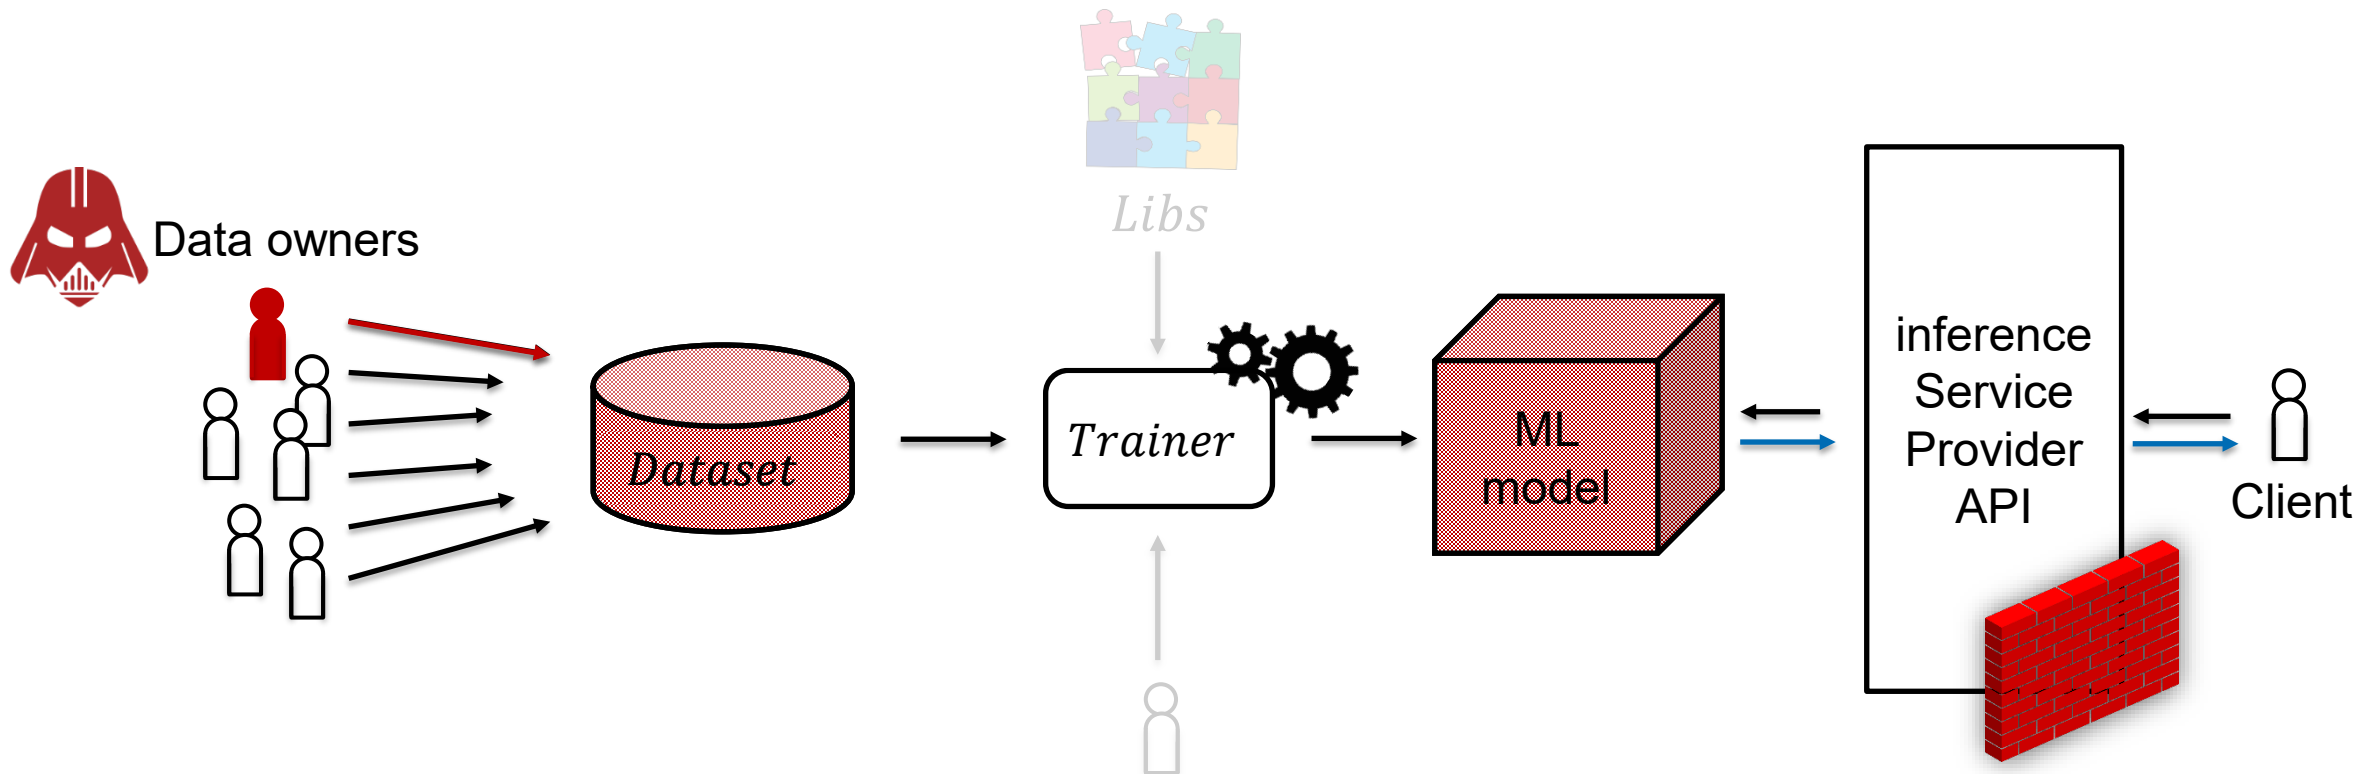 Libs
Data owners
Dataset
Trainer
ML
model
inference
Service
Provider
API
Client